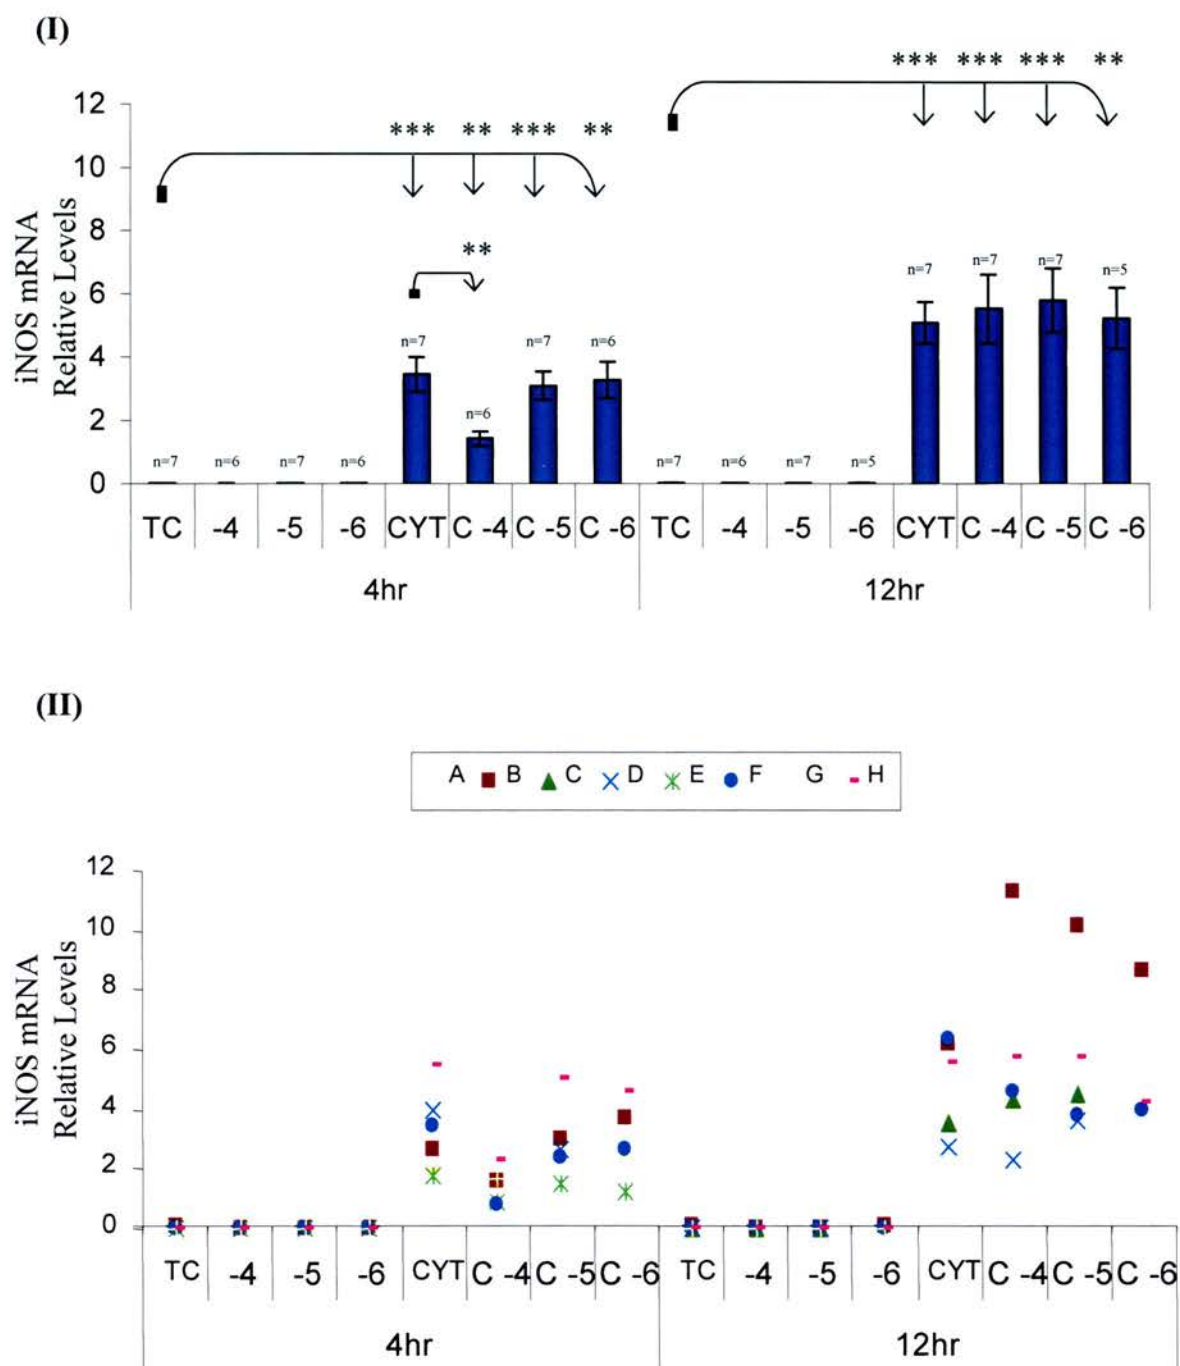 (I)
*** *** *** **
*** ** *** **
**
iNOS mRNA
Relative Levels
12
10
8
6
4
2
0
n=7 n=6 n=7 n=6 n=7 n=6 n=7 n=6 n=7 n=6 n=7 n=5 n=7 n=7 n=7 n=5
TC -4 -5 -6 CYT C -4 C -5 C -6 TC -4 -5 -6 CYT C -4 C -5 C -6
4hr 12hr
(II)
A B C D E F G H
iNOS mRNA
Relative Levels
12
10
8
6
4
2
0
TC -4 -5 -6 CYT C -4 C -5 C -6 TC -4 -5 -6 CYT C -4 C -5 C -6
4hr 12hr